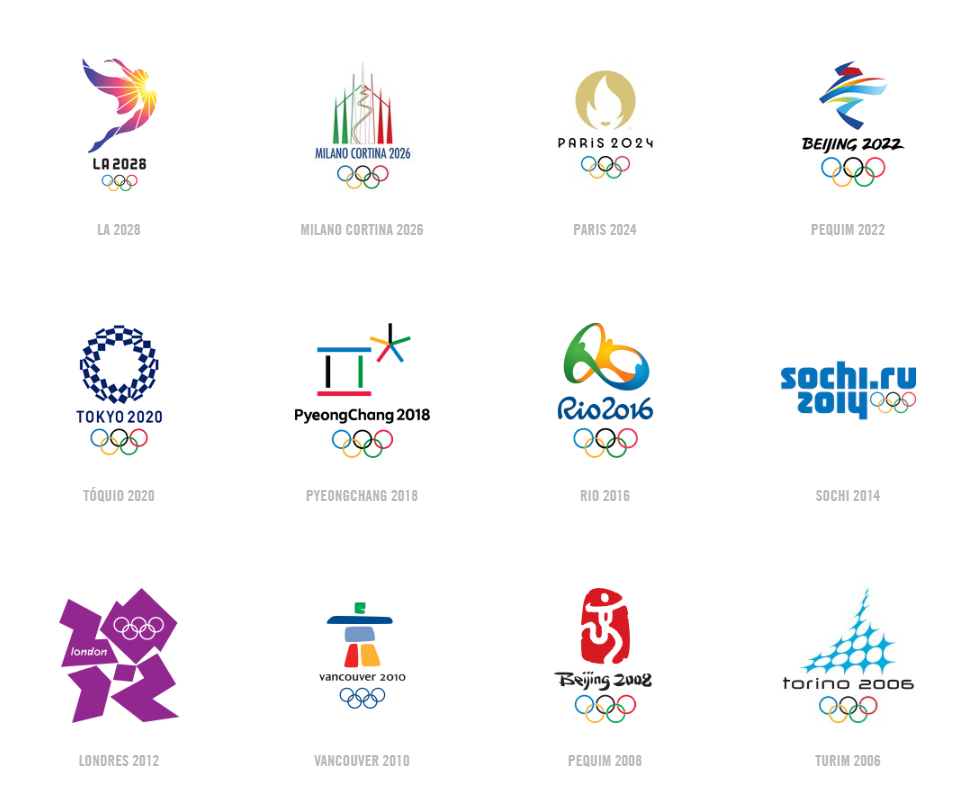 LA 2028
MILANO CORTINA 2026
PARIS 2024
BEIJING 2022
LA 2028
MILANO CORTINA 2026
PARIS 2024
PEQUIM 2022
TOKYO 2020
PyeongChang 2018
Rio2016
sochi.ru
2014
TÓQUIO 2020
PYEONGCHANG 2018
RIO 2016
SOCHI 2014
london
vancouver 2010
Beijing 2008
torino 2006
LONDRES 2012
VANCOUVER 2010
PEQUIM 2008
TURIM 2006